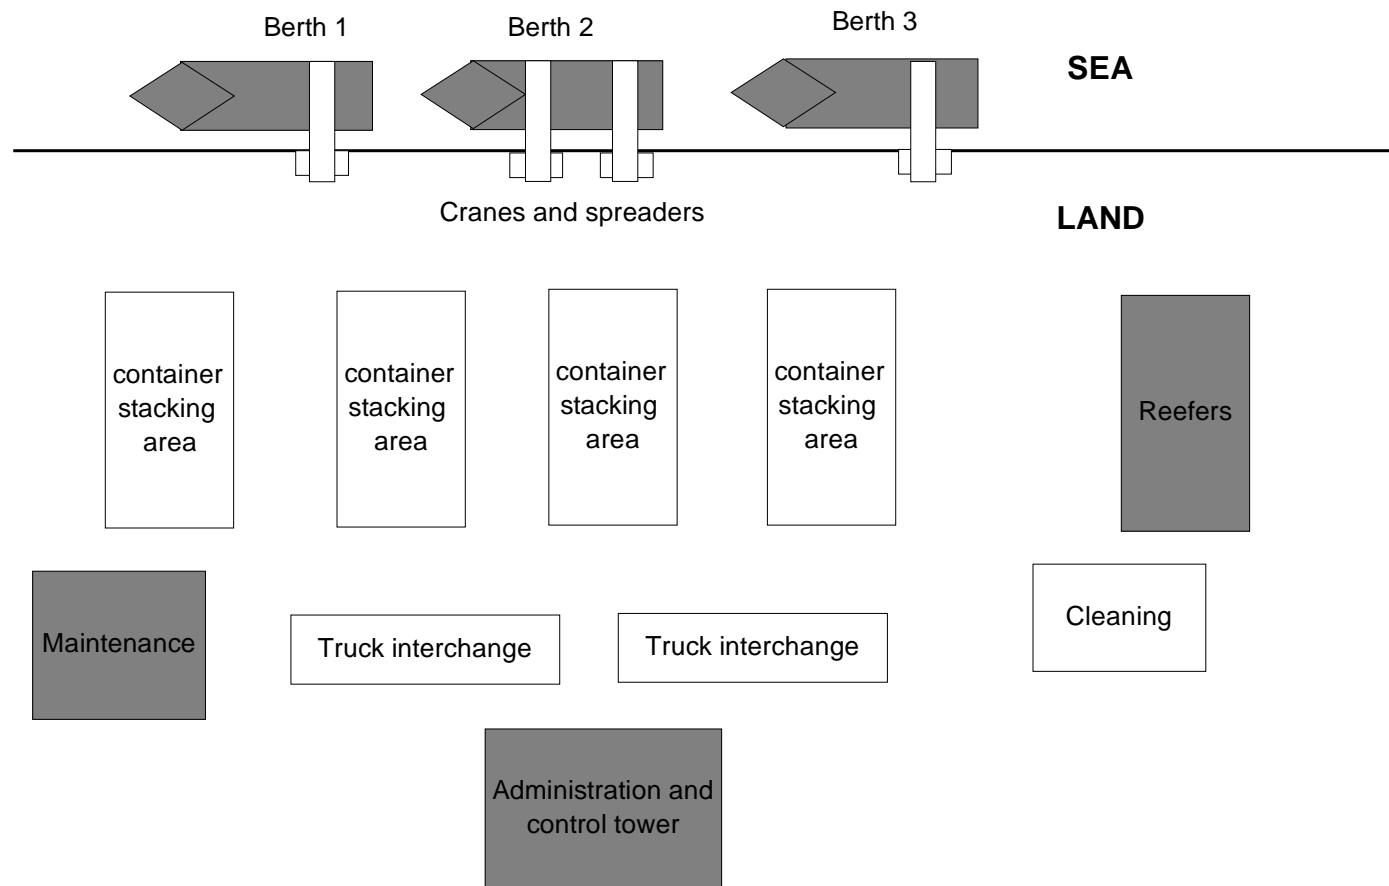 Berth 1
Berth 2
Berth 3
SEA
Cranes and spreaders
LAND
container
stacking
area
container
stacking
area
container
stacking
area
container
stacking
area
Reefers
Maintenance
Truck interchange
Truck interchange
Cleaning
Administration and
control tower